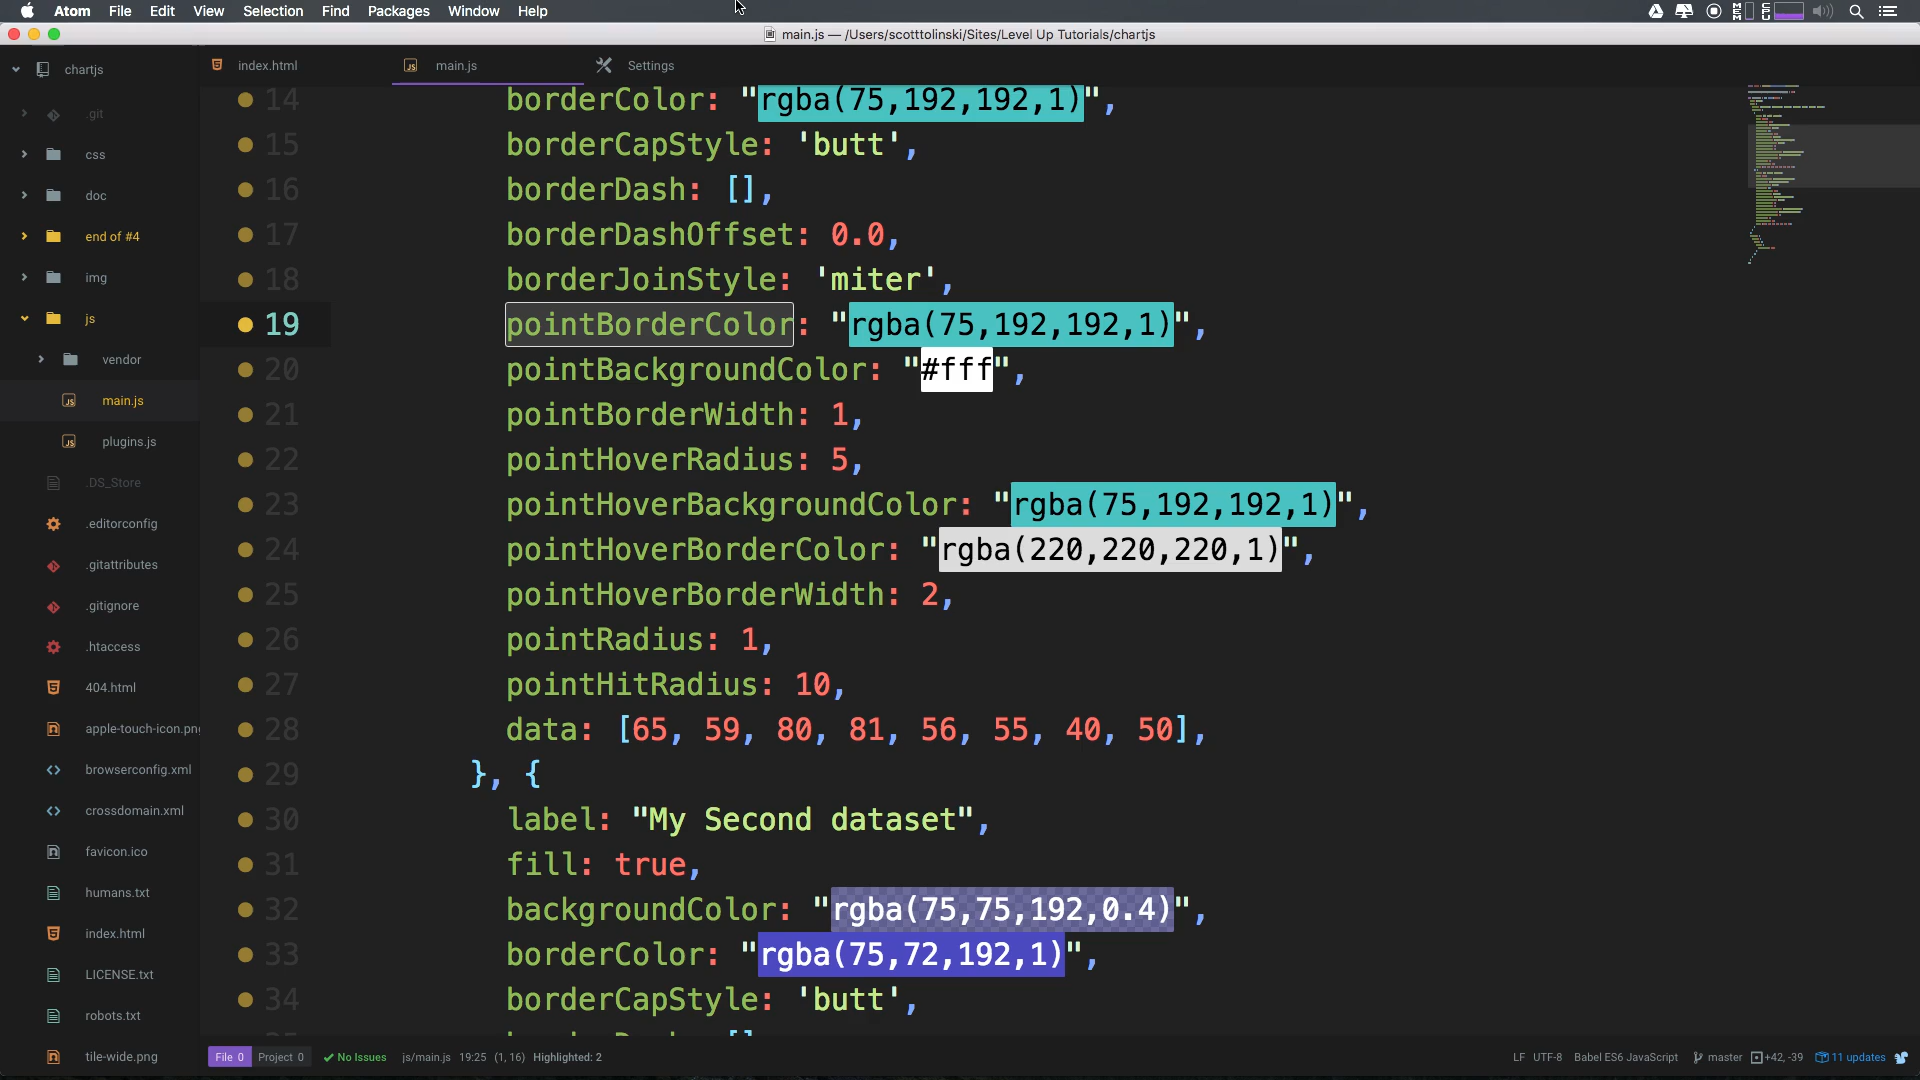 Atom File Edit View Selection Find Packages Window Help
main.js — /Users/scotttolinski/Sites/Level Up Tutorials/chartjs
chartjs
index.html
main.js
Settings
.git
css
doc
end of #4
img
js
vendor
main.js
plugins.js
.DS_Store
.editorconfig
.gitattributes
.gitignore
.htaccess
404.html
apple-touch-icon.png
browserconfig.xml
crossdomain.xml
favicon.ico
humans.txt
index.html
LICENSE.txt
robots.txt
tile-wide.png
14 borderColor: "rgba(75,192,192,1)",
15 borderCapStyle: 'butt',
16 borderDash: [],
17 borderDashOffset: 0.0,
18 borderJoinStyle: 'miter',
19 pointBorderColor: "rgba(75,192,192,1)",
20 pointBackgroundColor: "#fff",
21 pointBorderWidth: 1,
22 pointHoverRadius: 5,
23 pointHoverBackgroundColor: "rgba(75,192,192,1)",
24 pointHoverBorderColor: "rgba(220,220,220,1)",
25 pointHoverBorderWidth: 2,
26 pointRadius: 1,
27 pointHitRadius: 10,
28 data: [65, 59, 80, 81, 56, 55, 40, 50],
29 }, {
30 label: "My Second dataset",
31 fill: true,
32 backgroundColor: "rgba(75,75,192,0.4)",
33 borderColor: "rgba(75,72,192,1)",
34 borderCapStyle: 'butt',
File 0 Project 0 No Issues js/main.js 19:25 (1, 16) Highlighted: 2
LF UTF-8 Babel ES6 JavaScript master +42, -39 11 updates